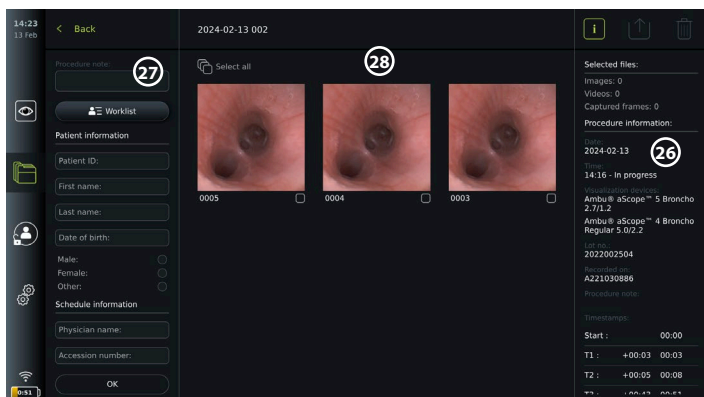 14:23
13 Feb
0:51
Back
Procedure note:
27
Worklist
Patient information
Patient ID:
First name:
Last name:
Date of birth:
Male:
Female:
Other:
Schedule information
Physician name:
Accession number:
OK
2024-02-13 002
Select all
28
0005
0004
0003
i
Selected files:
Images: 0
Videos: 0
Captured frames: 0
Procedure information:
Date:
2024-02-13
26
Time:
14:16 - In progress
Visualization devices:
Ambu® aScope™ 5 Broncho
2.7/1.2
Ambu® aScope™ 4 Broncho
Regular 5.0/2.2
Lot no.:
2022002504
Recorded on:
A221030886
Procedure note:
Timestamps:
Start : 00:00
T1 : +00:03 00:03
T2 : +00:05 00:08